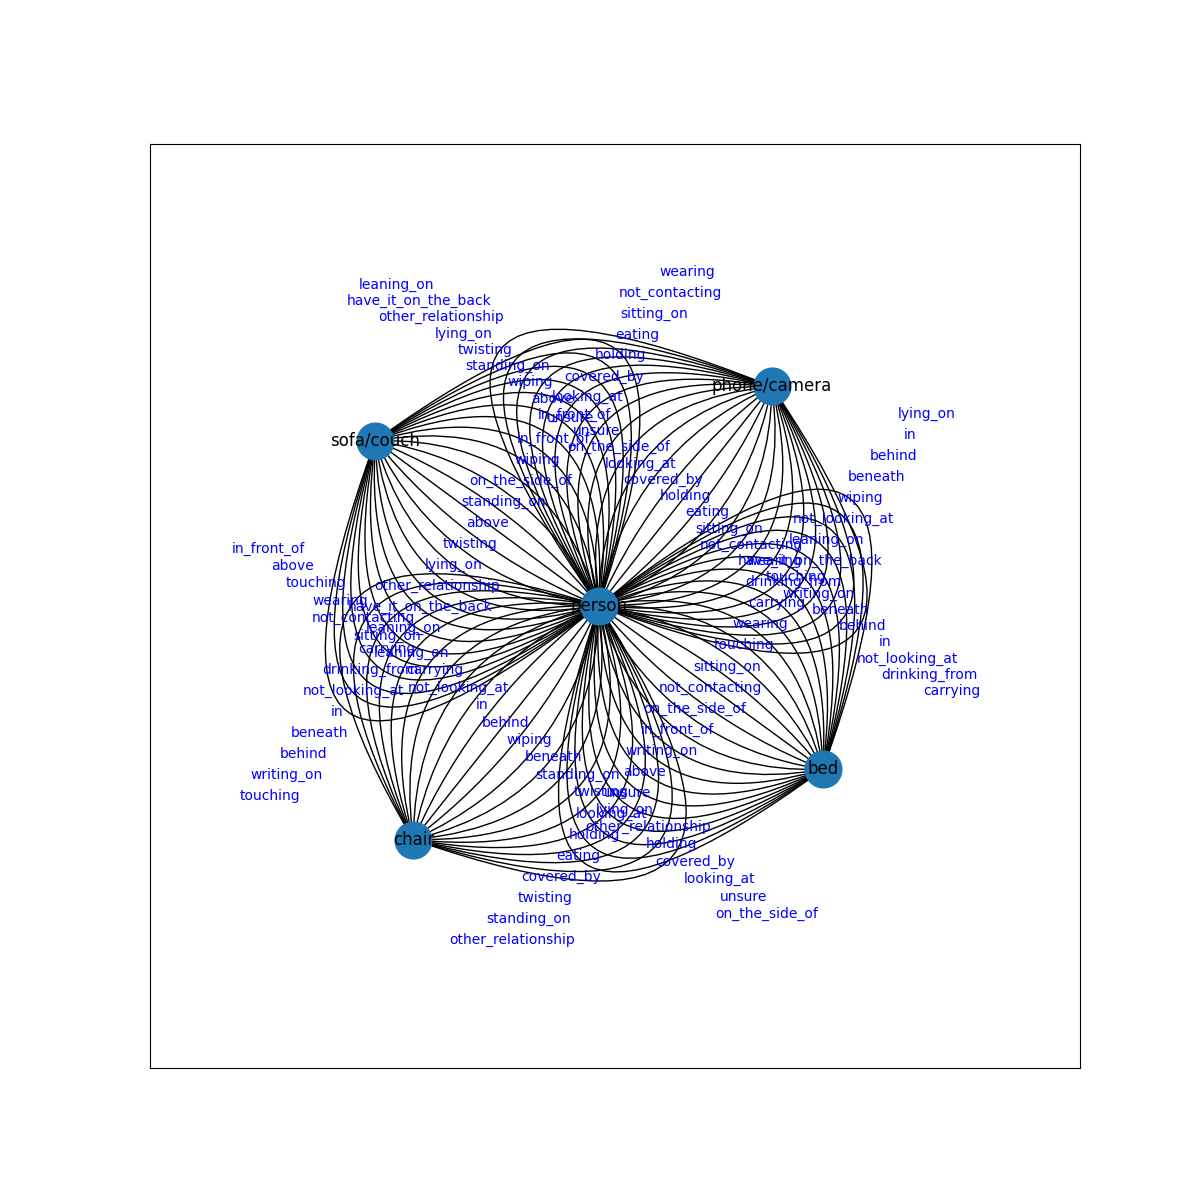 wearing
leaning_on
not_contacting
have_it_on_the_back
sitting_on
other_relationship
lying_on
eating
twisting
holding
standing_on
covered_by
wiping
phone/camera
above
looking_at
in_front_of
unsure
lying_on
unsure
in
sofa/couch
in_front_of
on_the_side_of
behind
wiping
looking_at
beneath
on_the_side_of
covered_by
holding
wiping
standing_on
eating
not_looking_at
above
sitting_on
leaning_on
twisting
not_contacting
in_front_of
have_it_on_the_back
wearing
above
lying_on
touching
touching
drinking_from
other_relationship
writing_on
wearing
have_it_on_the_back
person
carrying
beneath
not_contacting
leaning_on
wearing
behind
sitting_on
touching
in
carrying
leaning_on
not_looking_at
drinking_from
carrying
sitting_on
drinking_from
not_looking_at
not_looking_at
not_contacting
carrying
in
in
on_the_side_of
beneath
behind
in_front_of
behind
wiping
writing_on
writing_on
beneath
above
bed
touching
standing_on
twisting
unsure
lying_on
looking_at
other_relationship
chair
holding
holding
eating
covered_by
covered_by
looking_at
twisting
unsure
standing_on
on_the_side_of
other_relationship